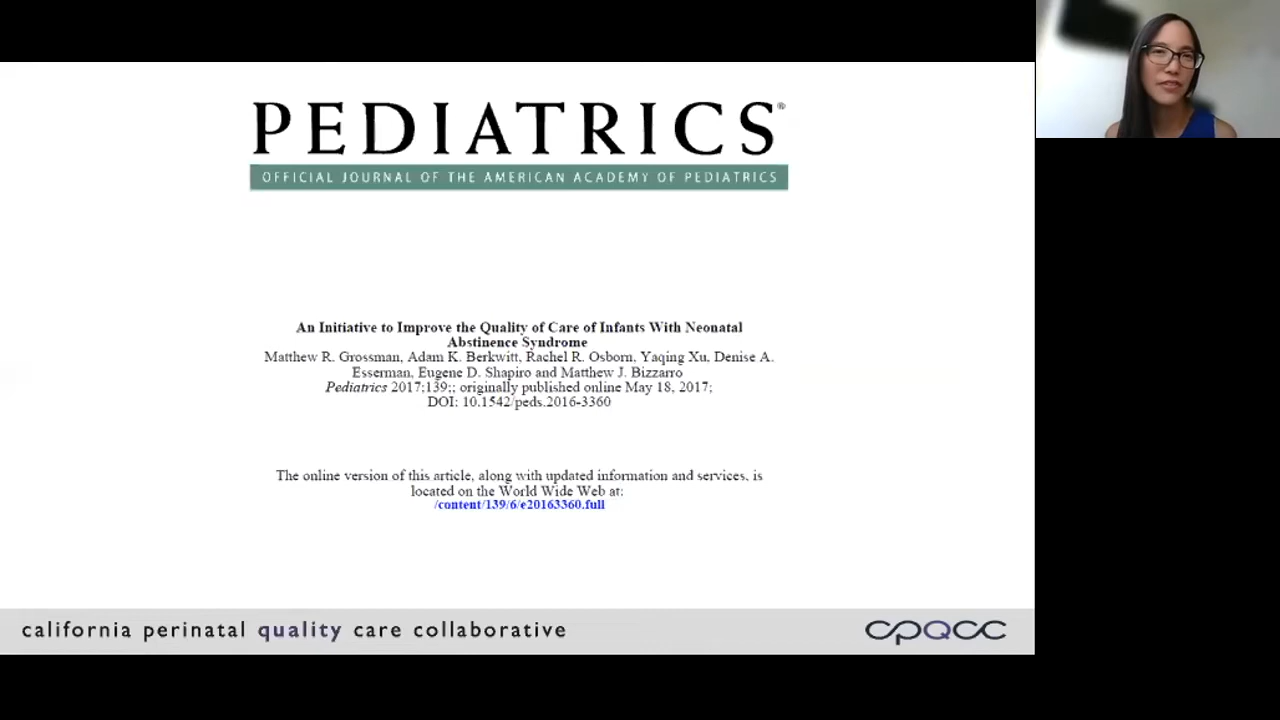 PEDIATRICS®
OFFICIAL JOURNAL OF THE AMERICAN ACADEMY OF PEDIATRICS
An Initiative to Improve the Quality of Care of Infants With Neonatal
Abstinence Syndrome
Matthew R. Grossman, Adam K. Berkwitt, Rachel R. Osborn, Yaqing Xu, Denise A.
Esserman, Eugene D. Shapiro and Matthew J. Bizzarro
Pediatrics 2017;139;; originally published online May 18, 2017;
DOI: 10.1542/peds.2016-3360
The online version of this article, along with updated information and services, is
located on the World Wide Web at:
/content/139/6/e20163360.full
california perinatal quality care collaborative
cpqcc